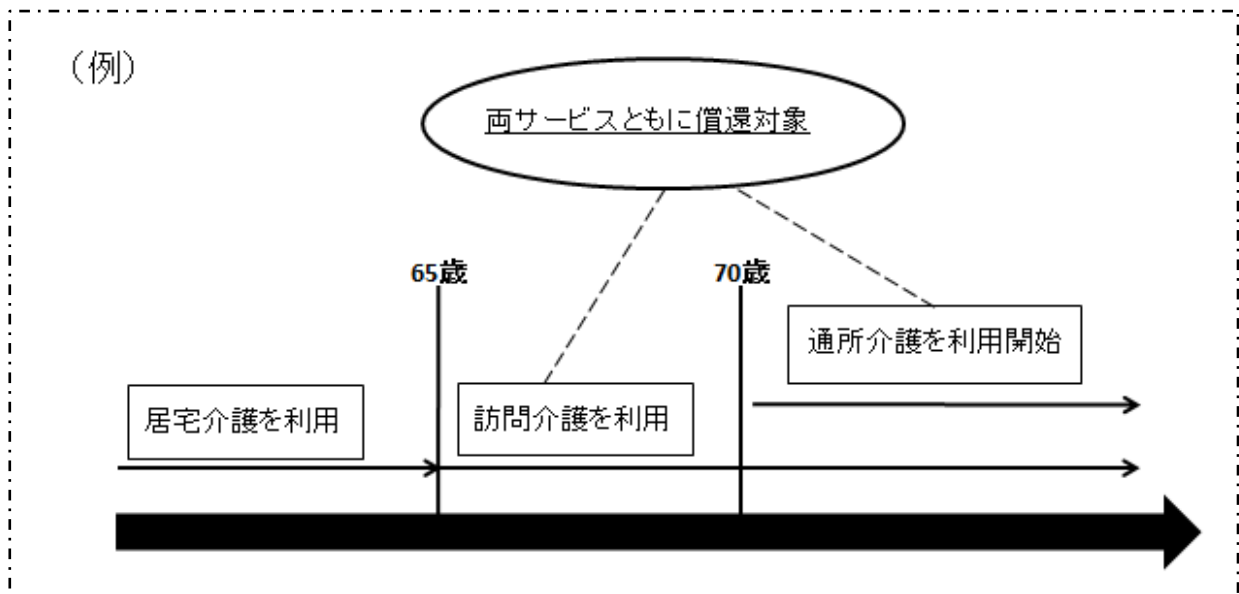 （例）
両サービスともに償還対象
65歳
70歳
通所介護を利用開始
居宅介護を利用
訪問介護を利用